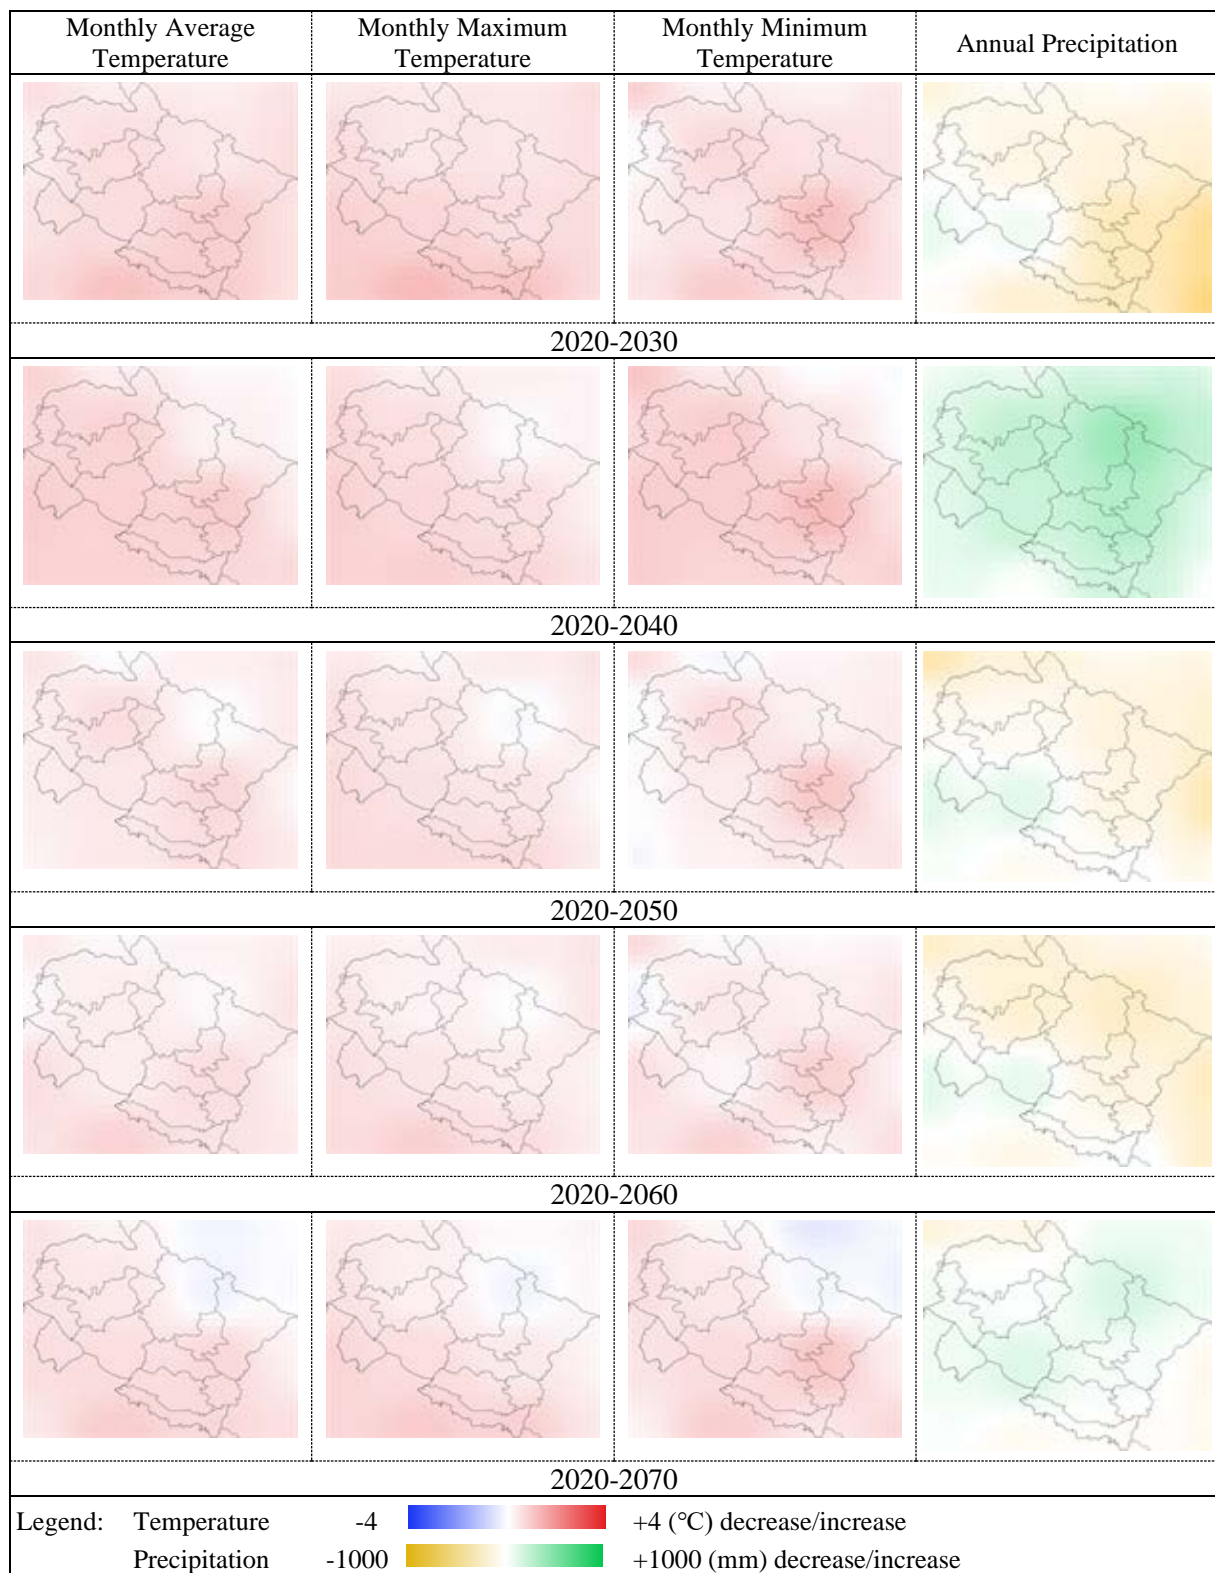 Monthly Average
Temperature
Monthly Maximum
Temperature
Monthly Minimum
Temperature
Annual Precipitation
2020-2030
2020-2040
2020-2050
2020-2060
2020-2070
Legend: Temperature -4 +4 (℃) decrease/increase
Precipitation -1000 +1000 (mm) decrease/increase